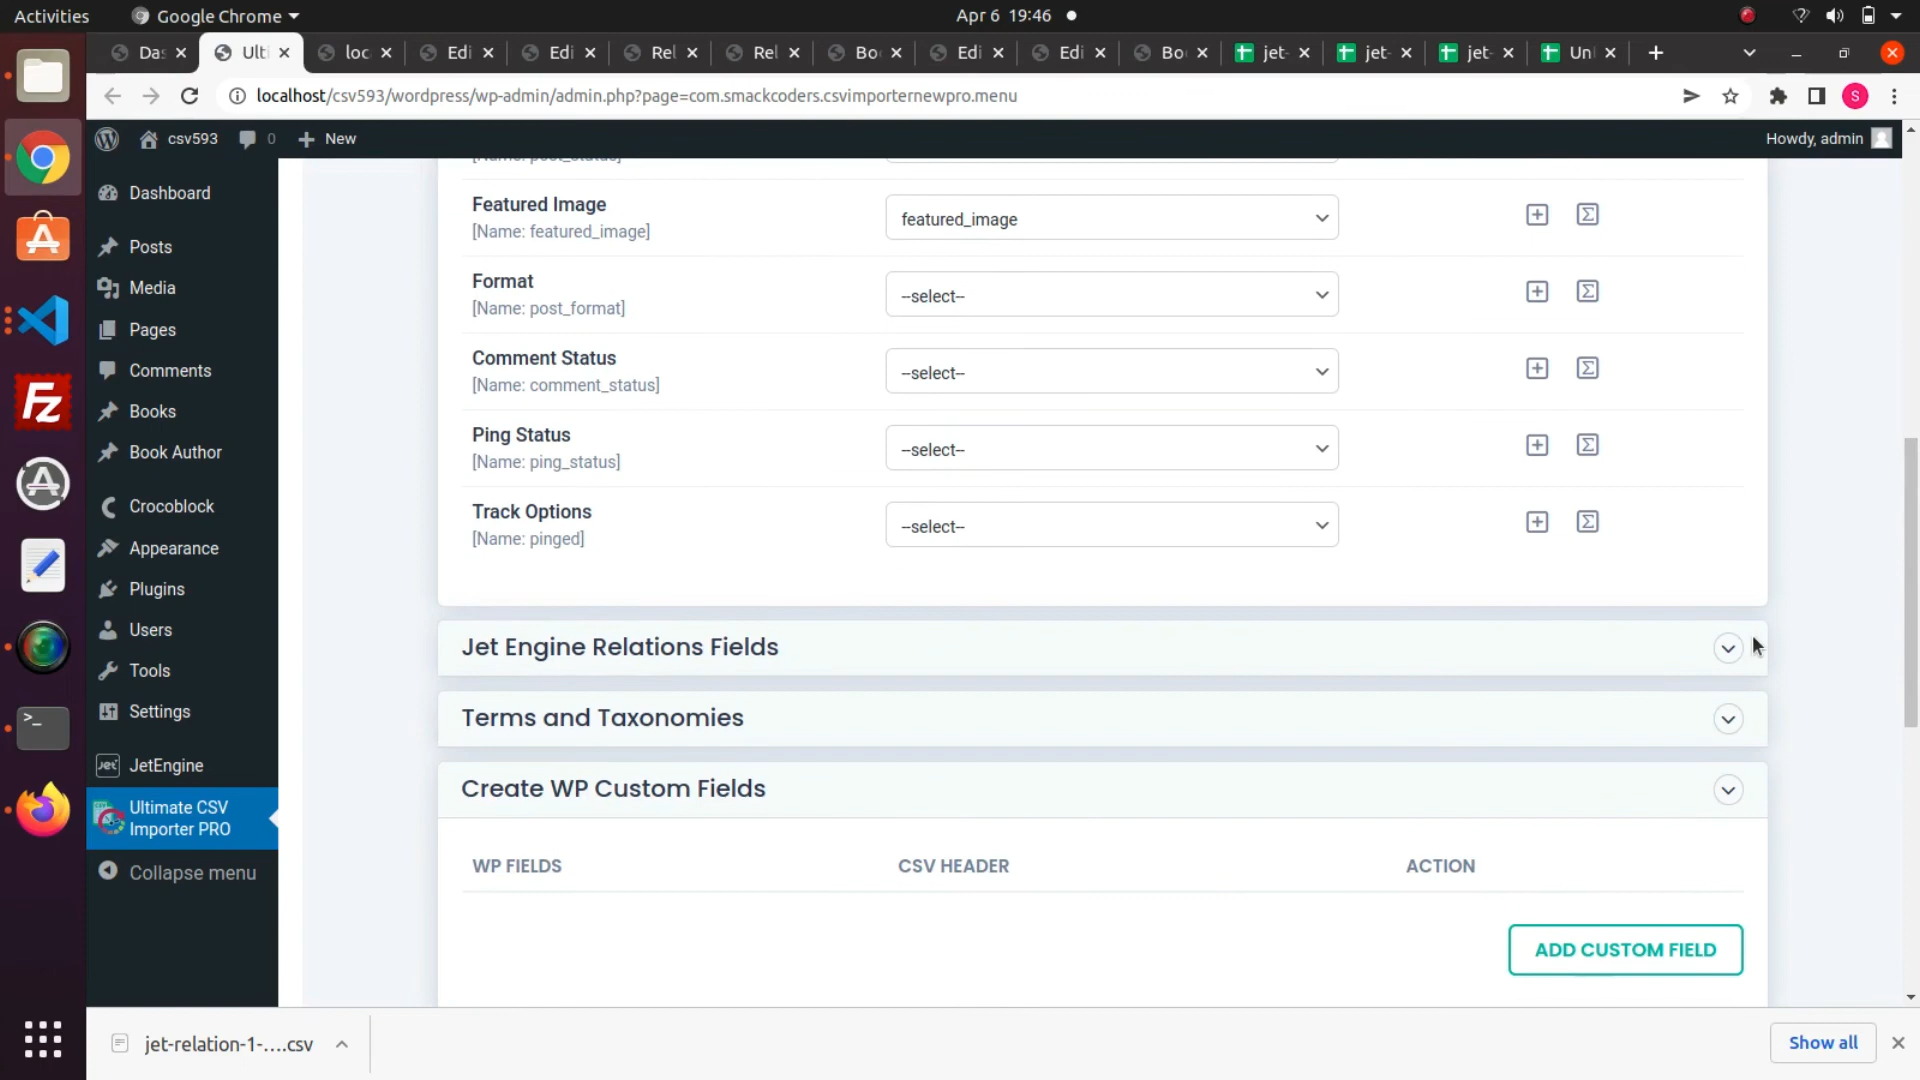 Activities
Google Chrome
Apr 6 19:46
Das
Ulti
loc
Edi
Edi
Rel
Rel
Bo
Edi
Edi
Bo
jet-
jet-
jet-
Un
localhost/csv593/wordpress/wp-admin/admin.php?page=com.smackcoders.csvimporternewpro.menu
S
csv593
0
New
Howdy, admin
Dashboard
Posts
Media
Pages
Comments
Books
Book Author
Crocoblock
Appearance
Plugins
Users
Tools
Settings
JetEngine
Ultimate CSV
Importer PRO
Collapse menu
[Name: post_status]
Featured Image
[Name: featured_image]
featured_image
Format
[Name: post_format]
--select--
Comment Status
[Name: comment_status]
--select--
Ping Status
[Name: ping_status]
--select--
Track Options
[Name: pinged]
--select--
Jet Engine Relations Fields
Terms and Taxonomies
Create WP Custom Fields
WP FIELDS
CSV HEADER
ACTION
ADD CUSTOM FIELD
jet-relation-1-....csv
Show all